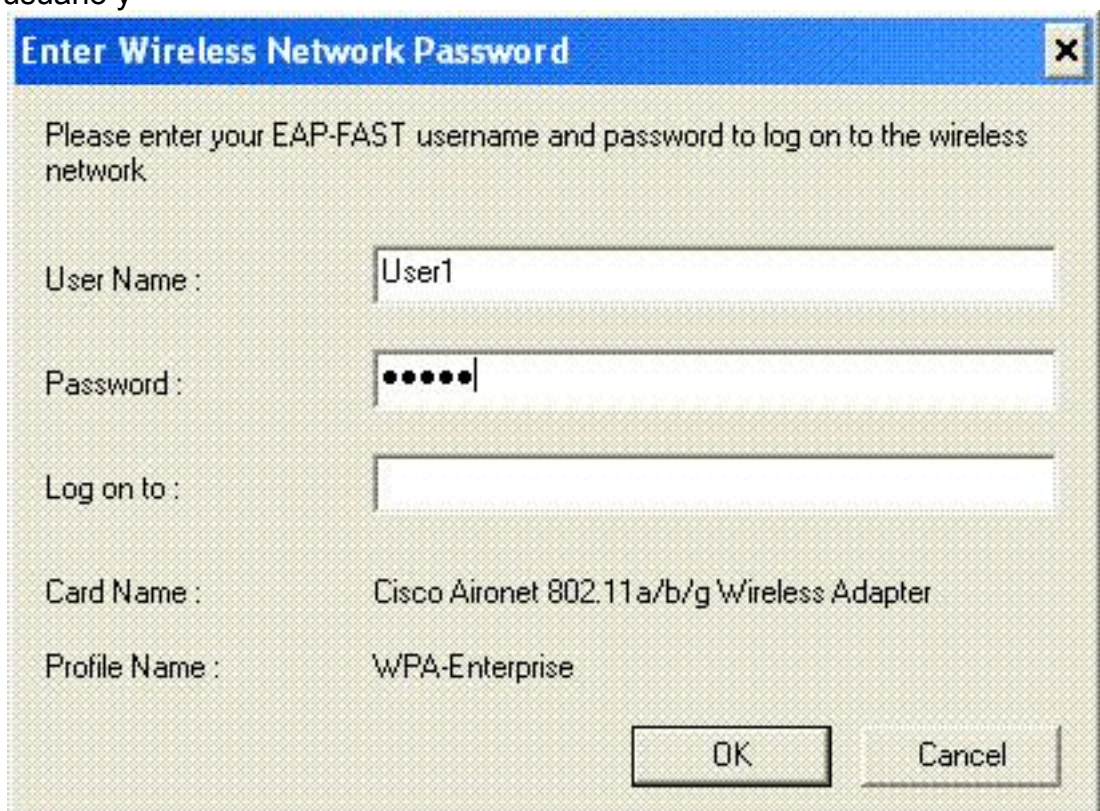 usuario y
Enter Wireless Network Password
Please enter your EAP-FAST username and password to log on to the wireless
network
User Name : User1
Password : •••••
Log on to :
Card Name : Cisco Aironet 802.11a/b/g Wireless Adapter
Profile Name : WPA-Enterprise
OK Cancel